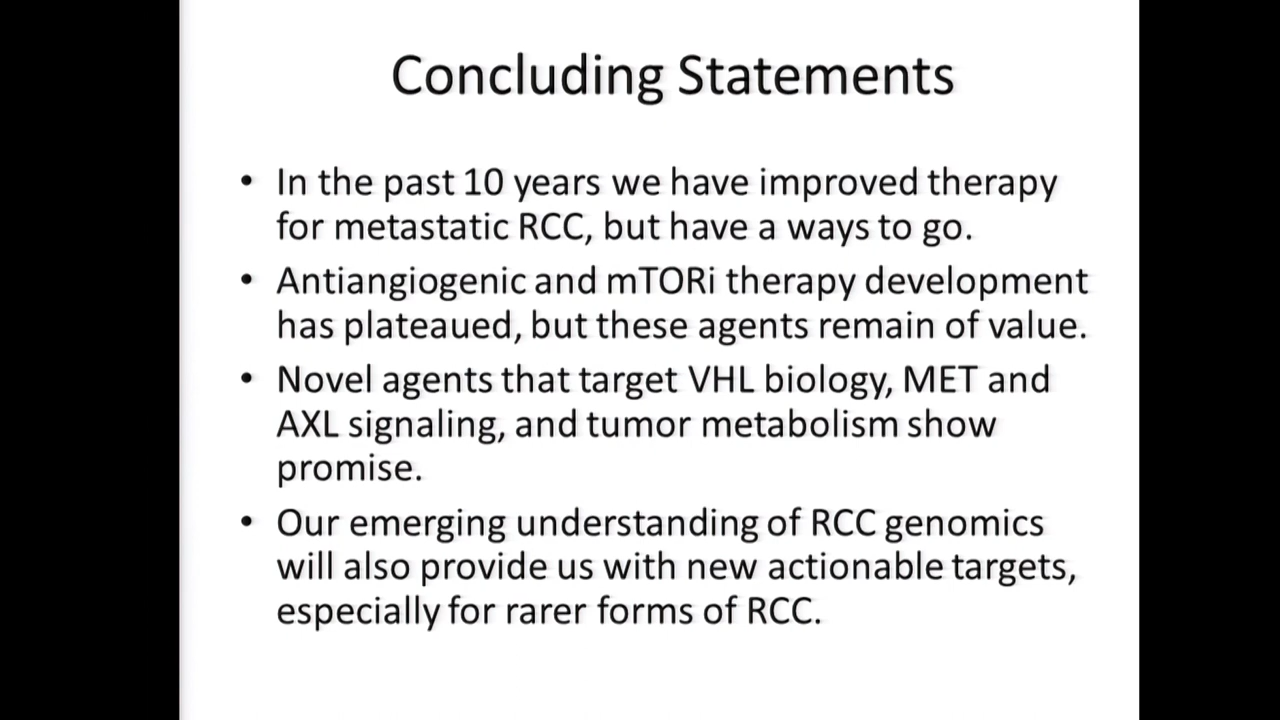 Concluding Statements
• In the past 10 years we have improved therapy
for metastatic RCC, but have a ways to go.
• Antiangiogenic and mTORi therapy development
has plateaued, but these agents remain of value.
• Novel agents that target VHL biology, MET and
AXL signaling, and tumor metabolism show
promise.
• Our emerging understanding of RCC genomics
will also provide us with new actionable targets,
especially for rarer forms of RCC.